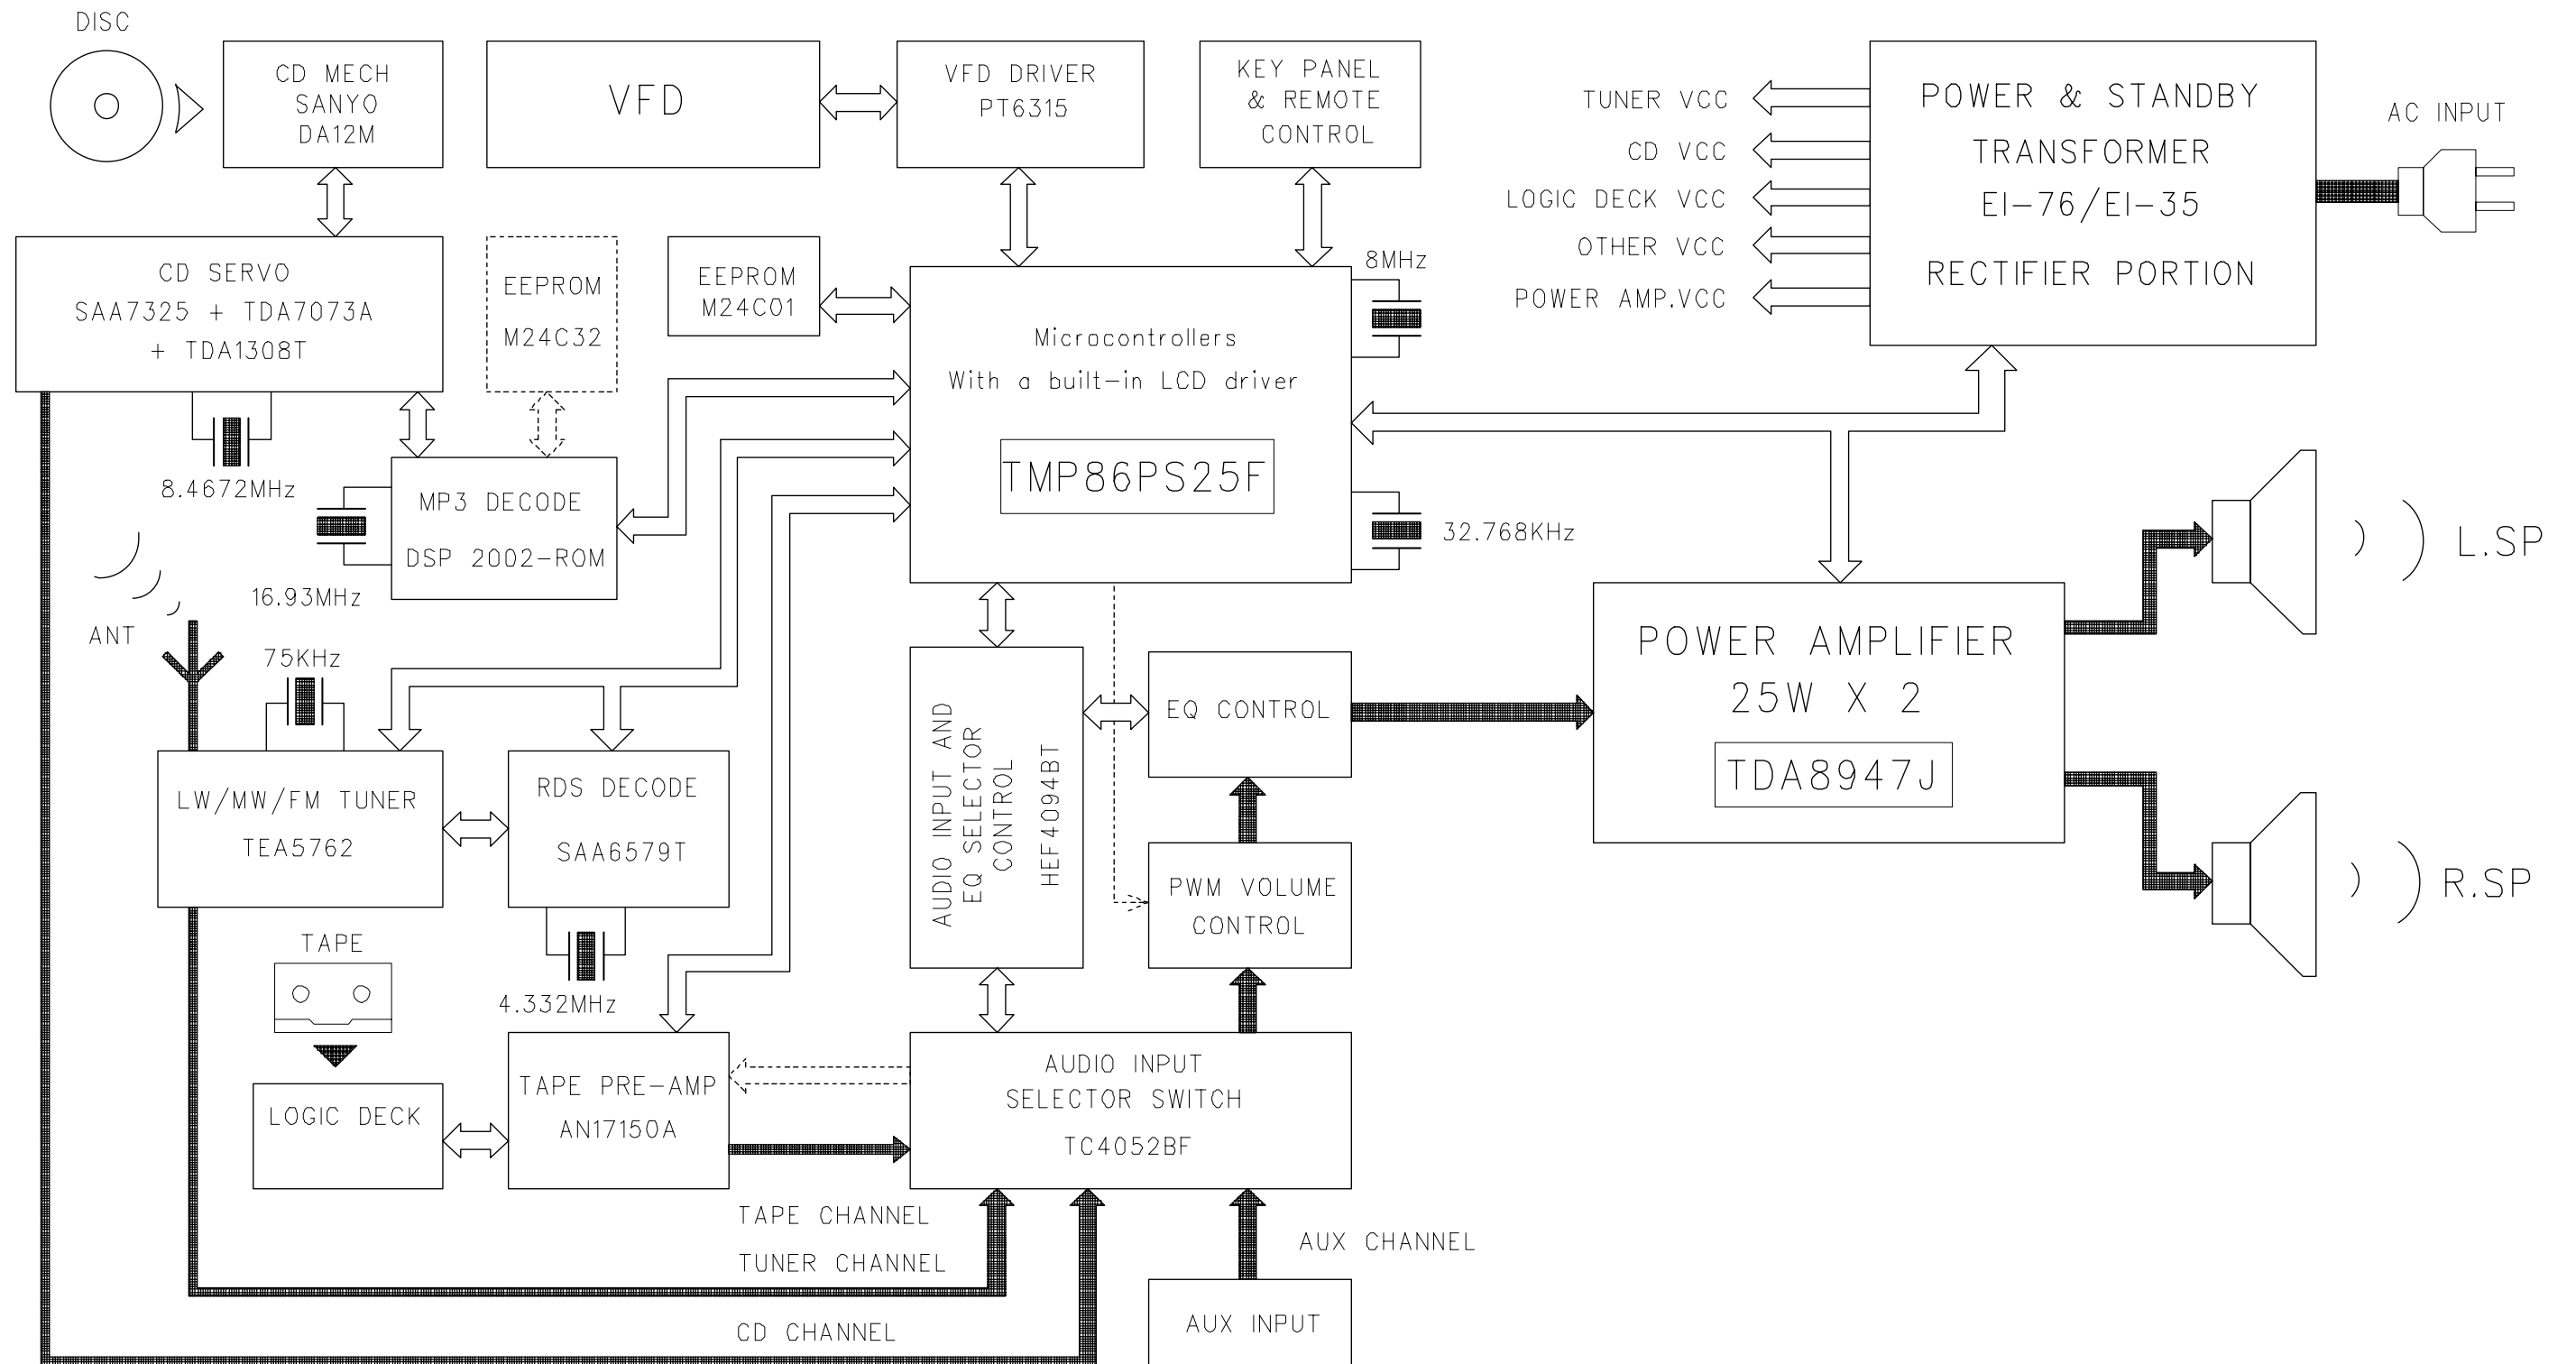 DISC
CD MECH
SANYO
DA12M
VFD
VFD DRIVER
PT6315
KEY PANEL
& REMOTE
CONTROL
TUNER VCC
CD VCC
LOGIC DECK VCC
OTHER VCC
POWER AMP.VCC
POWER & STANDBY
TRANSFORMER
EI-76/EI-35
RECTIFIER PORTION
AC INPUT
CD SERVO
SAA7325 + TDA7073A
+ TDA1308T
EEPROM
M24C32
EEPROM
M24C01
8MHz
Microcontrollers
With a built-in LCD driver
TMP86PS25F
32.768KHz
8.4672MHz
MP3 DECODE
DSP 2002-ROM
16.93MHz
ANT
75KHz
LW/MW/FM TUNER
TEA5762
RDS DECODE
SAA6579T
4.332MHz
AUDIO INPUT AND
EQ SELECTOR
CONTROL
HEF4094BT
EQ CONTROL
PWM VOLUME
CONTROL
POWER AMPLIFIER
25W X 2
TDA8947J
L.SP
R.SP
TAPE
LOGIC DECK
TAPE PRE-AMP
AN17150A
AUDIO INPUT
SELECTOR SWITCH
TC4052BF
TAPE CHANNEL
TUNER CHANNEL
CD CHANNEL
AUX CHANNEL
AUX INPUT